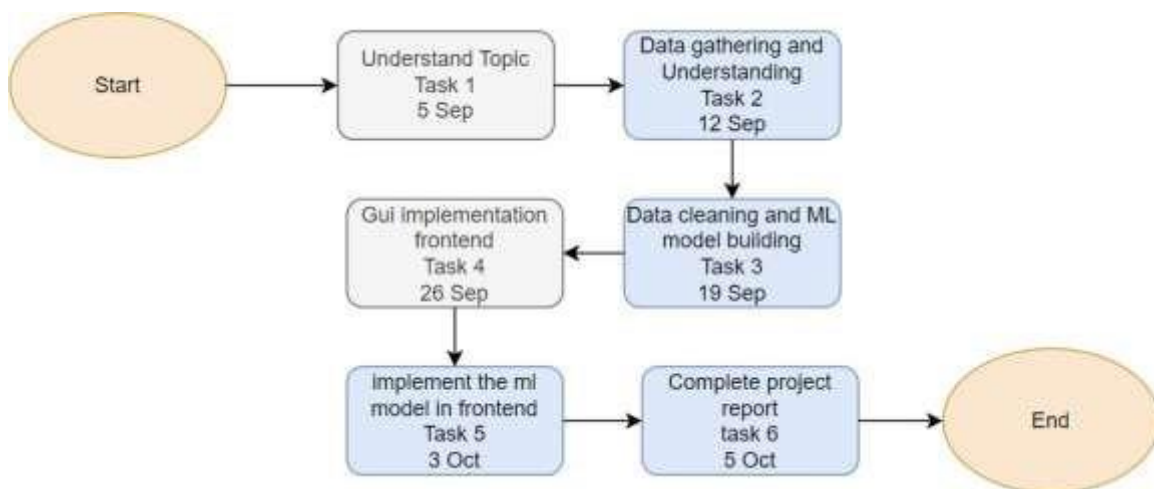 Start
Understand Topic
Task 1
5 Sep
Data gathering and
Understanding
Task 2
12 Sep
Data cleaning and ML
model building
Task 3
19 Sep
Gui implementation
frontend
Task 4
26 Sep
implement the ml
model in frontend
Task 5
3 Oct
Complete project
report
task 6
5 Oct
End